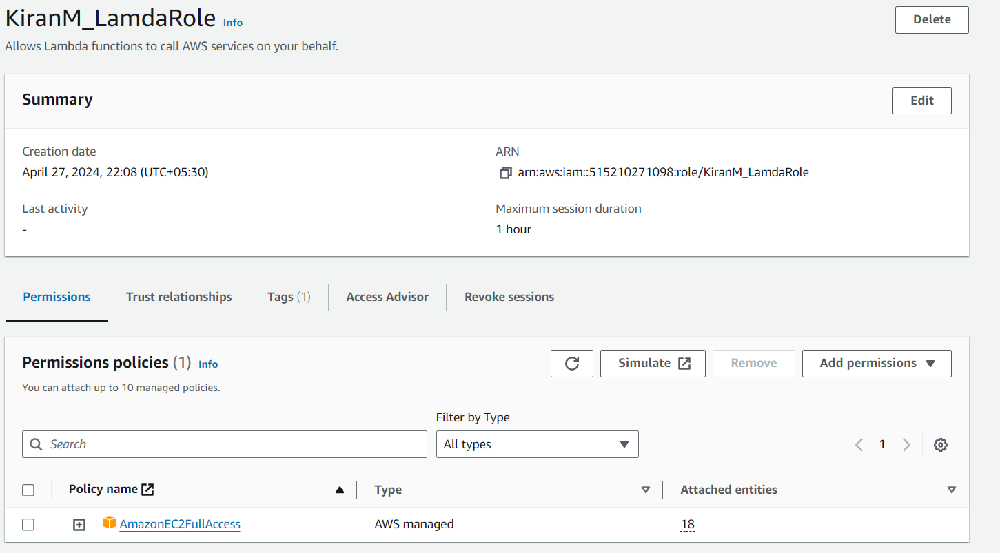 KiranM_LamdaRole Info
Delete
Allows Lambda functions to call AWS services on your behalf.
Summary
Edit
Creation date
April 27, 2024, 22:08 (UTC+05:30)
ARN
arn:aws:iam::515210271098:role/KiranM_LamdaRole
Last activity
-
Maximum session duration
1 hour
Permissions
Trust relationships
Tags (1)
Access Advisor
Revoke sessions
Permissions policies (1) Info
You can attach up to 10 managed policies.
Simulate
Remove
Add permissions
Filter by Type
Search
All types
1
Policy name
Type
Attached entities
AmazonEC2FullAccess
AWS managed
18